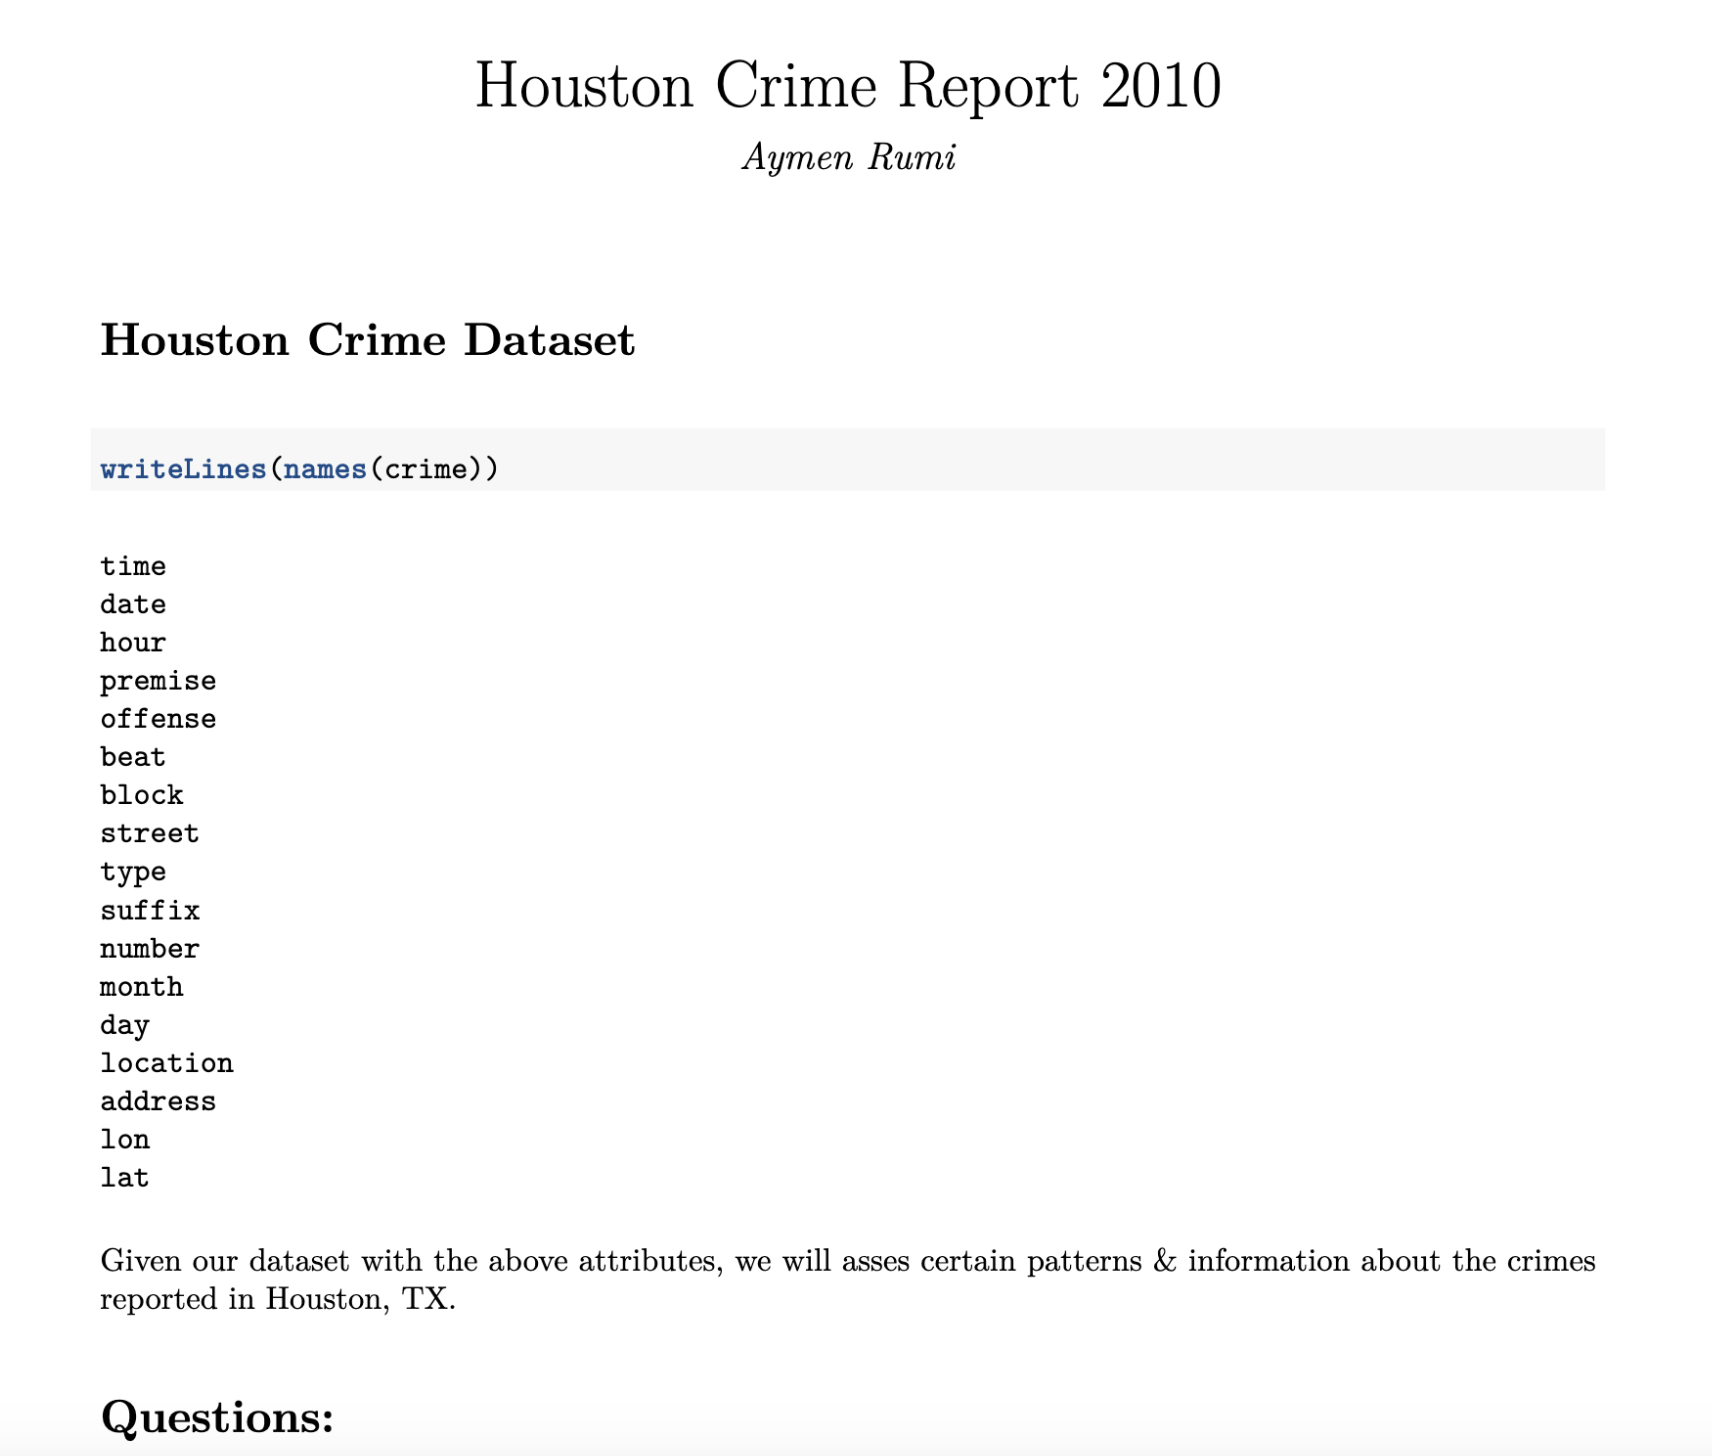 Houston Crime Report 2010
Aymen Rumi
Houston Crime Dataset
writeLines(names(crime))
time
date
hour
premise
offense
beat
block
street
type
suffix
number
month
day
location
address
lon
lat
Given our dataset with the above attributes, we will asses certain patterns & information about the crimes
reported in Houston, TX.
Questions: